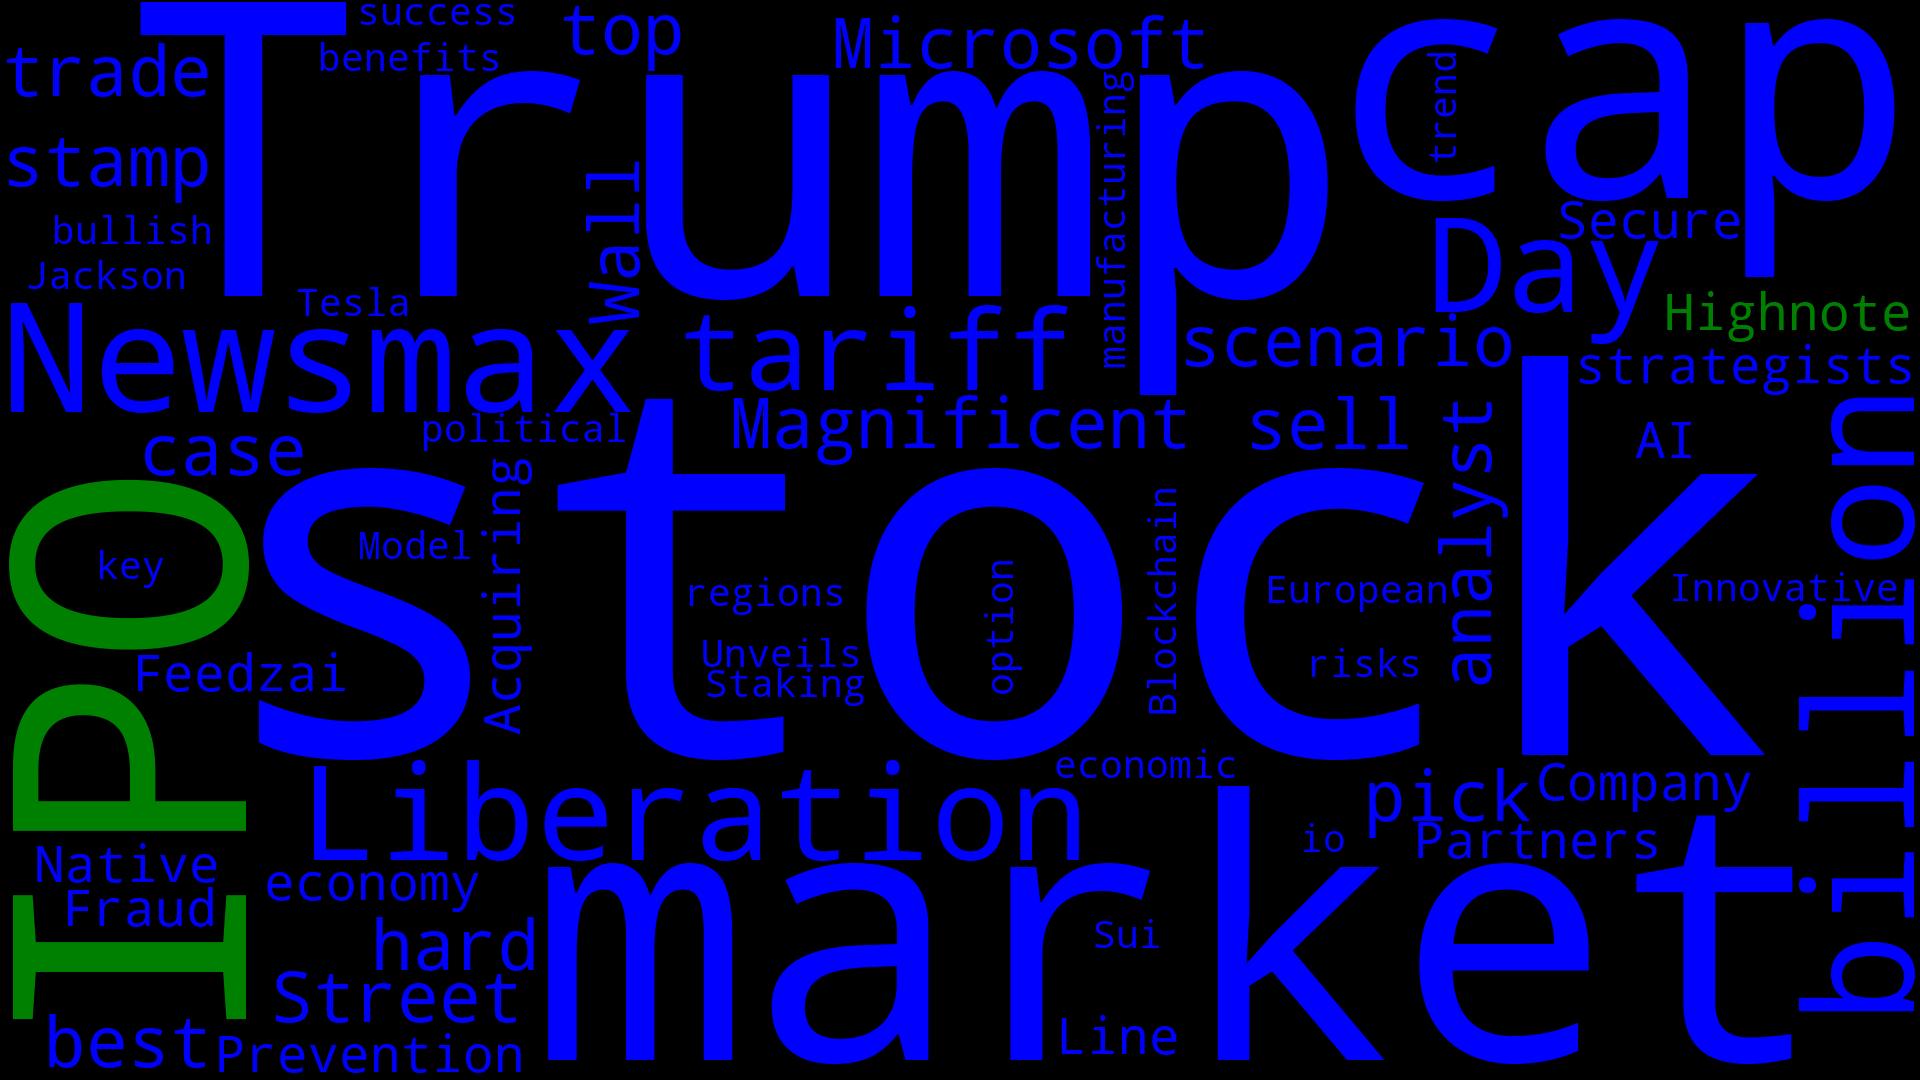 success
top
Microsoft
cap
Trump
benefits
trade
trend
manufacturing
stamp
Wall
bullish
Secure
Day
Jackson
Tesla
Highnote
Newsmax
tariff
scenario
strategists
political
Magnificent
sell
analyst
AI
billion
case
stock
IPO
key
Model
Acquiring
regions
option
Blockchain
European
Innovative
Unveils
Staking
risks
Feedzai
economic
Liberation
pick
Company
io
Partners
Native
economy
market
Fraud
hard
Sui
Street
Line
best
Prevention